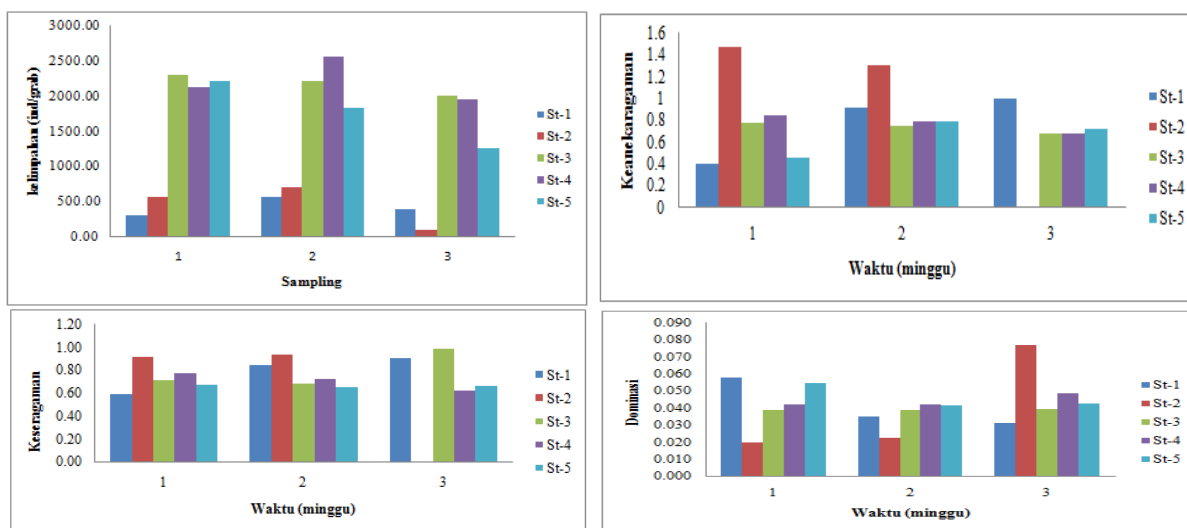 3000.00
2500.00
2000.00
1500.00
1000.00
500.00
0.00
kelimpahan (ind/grab)
1 2 3
Sampling
St-1
St-2
St-3
St-4
St-5
1.6
1.4
1.2
1
0.8
0.6
0.4
0.2
0
Keanekaragaman
1 2 3
Waktu (minggu)
St-1
St-2
St-3
St-4
St-5
1.20
1.00
0.80
0.60
0.40
0.20
0.00
Keseragaman
1 2 3
Waktu (minggu)
St-1
St-2
St-3
St-4
St-5
0.090
0.080
0.070
0.060
0.050
0.040
0.030
0.020
0.010
0.000
Dominasi
1 2 3
Waktu (minggu)
St-1
St-2
St-3
St-4
St-5